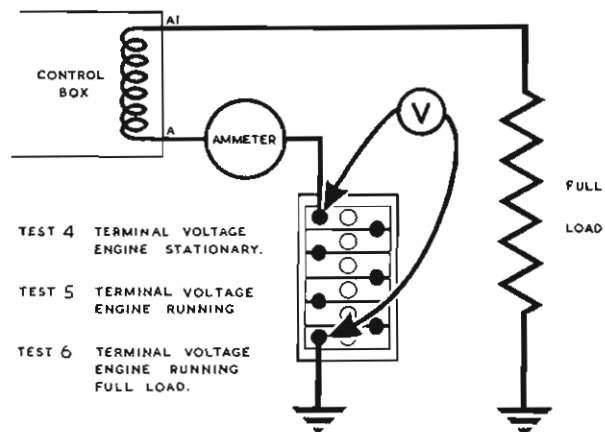 A1
CONTROL
BOX
A
AMMETER
V
FULL
LOAD
TEST 4 TERMINAL VOLTAGE
ENGINE STATIONARY.
TEST 5 TERMINAL VOLTAGE
ENGINE RUNNING
TEST 6 TERMINAL VOLTAGE
ENGINE RUNNING
FULL LOAD.